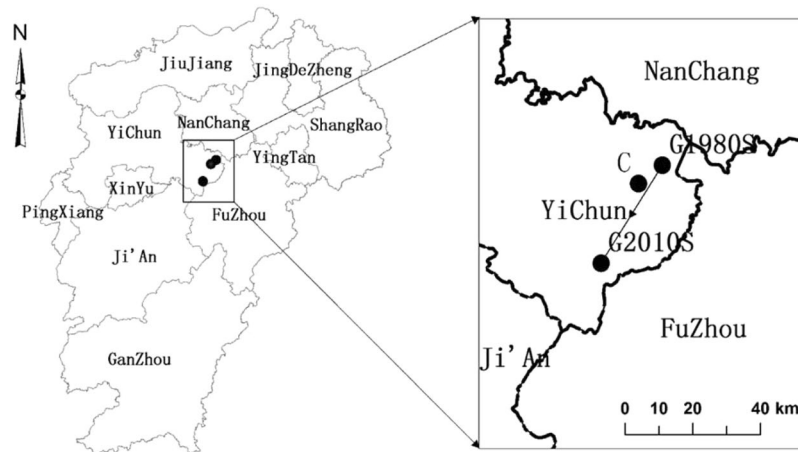 N
JiuJiang
JingDeZheng
YiChun
NanChang
ShangRao
YingTan
XinYu
PingXiang
FuZhou
Ji'An
GanZhou
NanChang
G1980S
C
YiChun
G2010S
FuZhou
Ji'An
0 10 20 40 km